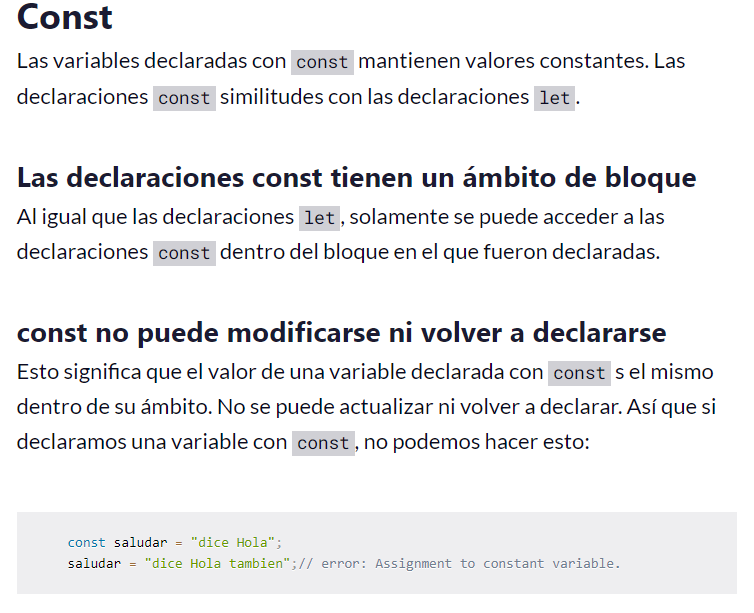 Const
Las variables declaradas con const mantienen valores constantes. Las
declaraciones const similitudes con las declaraciones let.
Las declaraciones const tienen un ámbito de bloque
Al igual que las declaraciones let, solamente se puede acceder a las
declaraciones const dentro del bloque en el que fueron declaradas.
const no puede modificarse ni volver a declararse
Esto significa que el valor de una variable declarada con const s el mismo
dentro de su ámbito. No se puede actualizar ni volver a declarar. Así que si
declaramos una variable con const, no podemos hacer esto:
const saludar = "dice Hola";
saludar = "dice Hola tambien";// error: Assignment to constant variable.